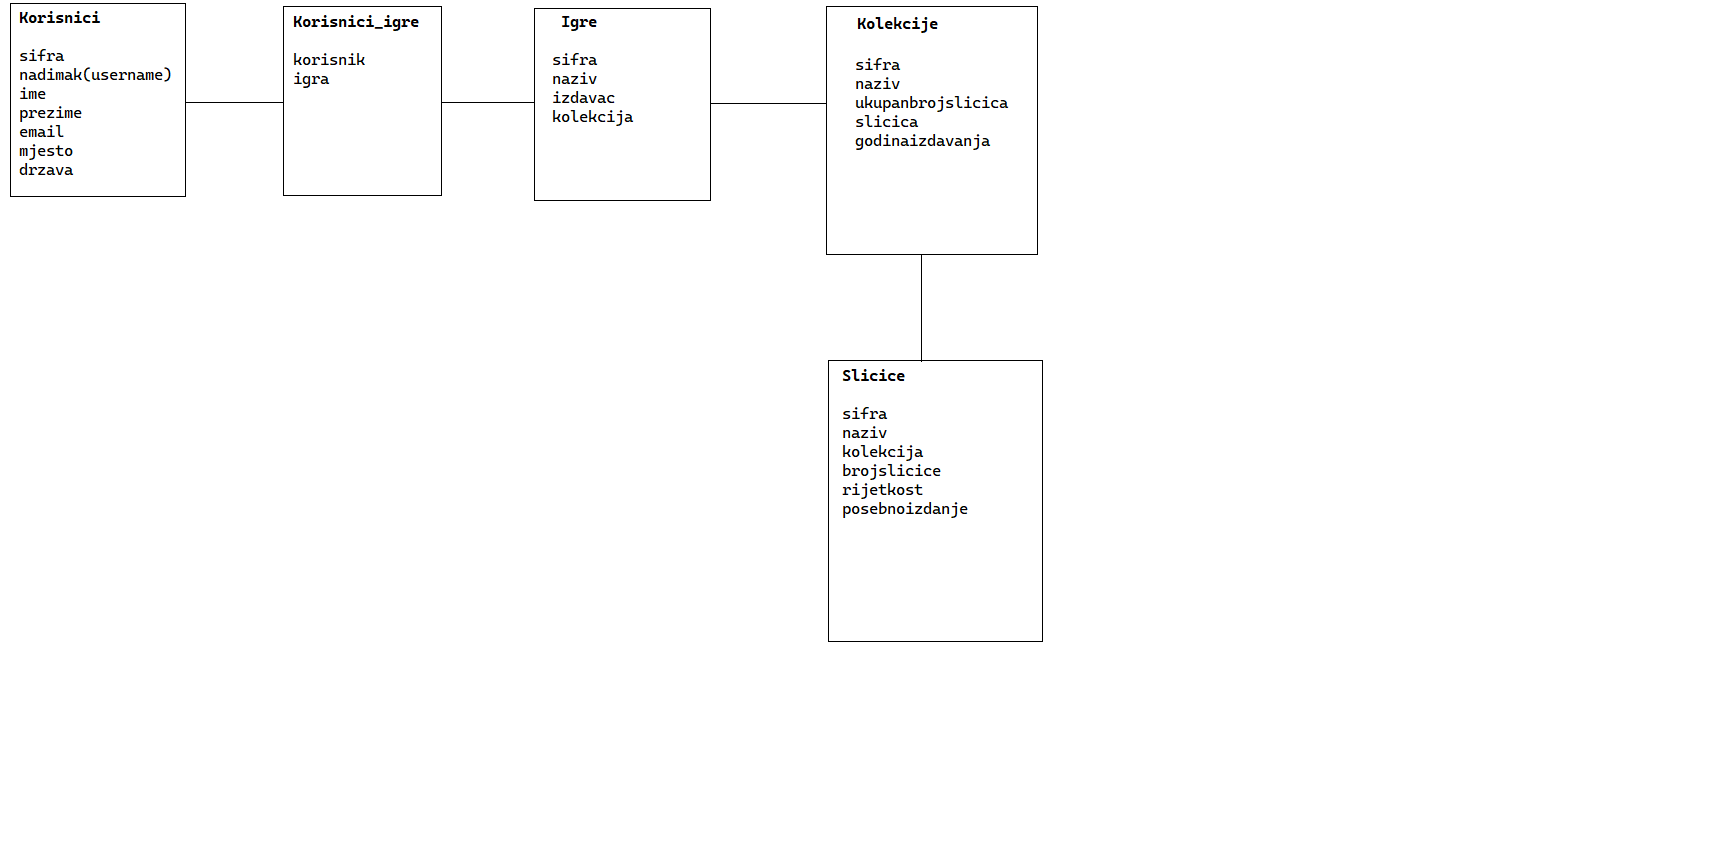 Korisnici
sifra
nadimak(username)
ime
prezime
email
mjesto
drzava
Korisnici_igre
korisnik
igra
Igre
sifra
naziv
izdavac
kolekcija
Kolekcije
sifra
naziv
ukupanbrojslicica
slicica
godinaizdavanja
Slicice
sifra
naziv
kolekcija
brojslicice
rijetkost
posebnoizdanje